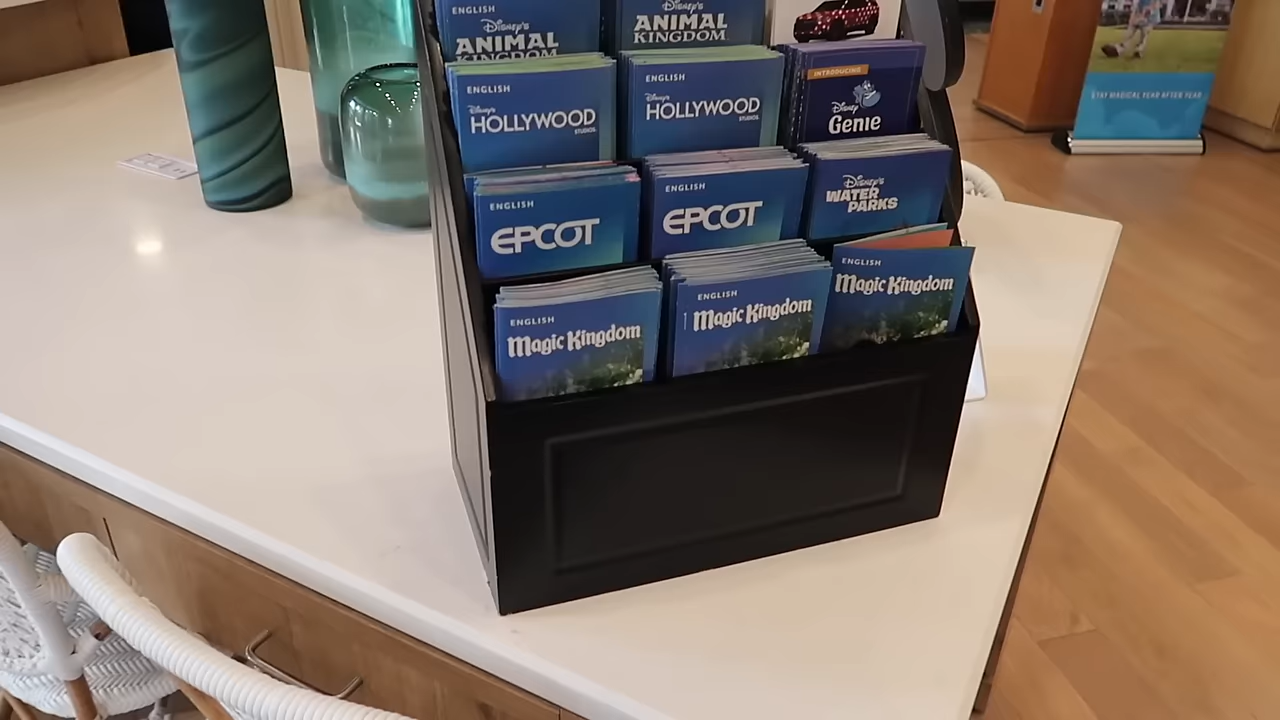 ENGLISH
Disney's
ANIMAL
KINGDOM
Disney's
ANIMAL
KINGDOM
ENGLISH
Disney's
HOLLYWOOD
STUDIOS
ENGLISH
Disney's
HOLLYWOOD
STUDIOS
INTRODUCING
Disney
Genie
ENGLISH
EPCOT
ENGLISH
EPCOT
Disney's
WATER
PARKS
ENGLISH
Magic Kingdom
ENGLISH
Magic Kingdom
ENGLISH
Magic Kingdom
STAY MAGICAL YEAR AFTER YEAR